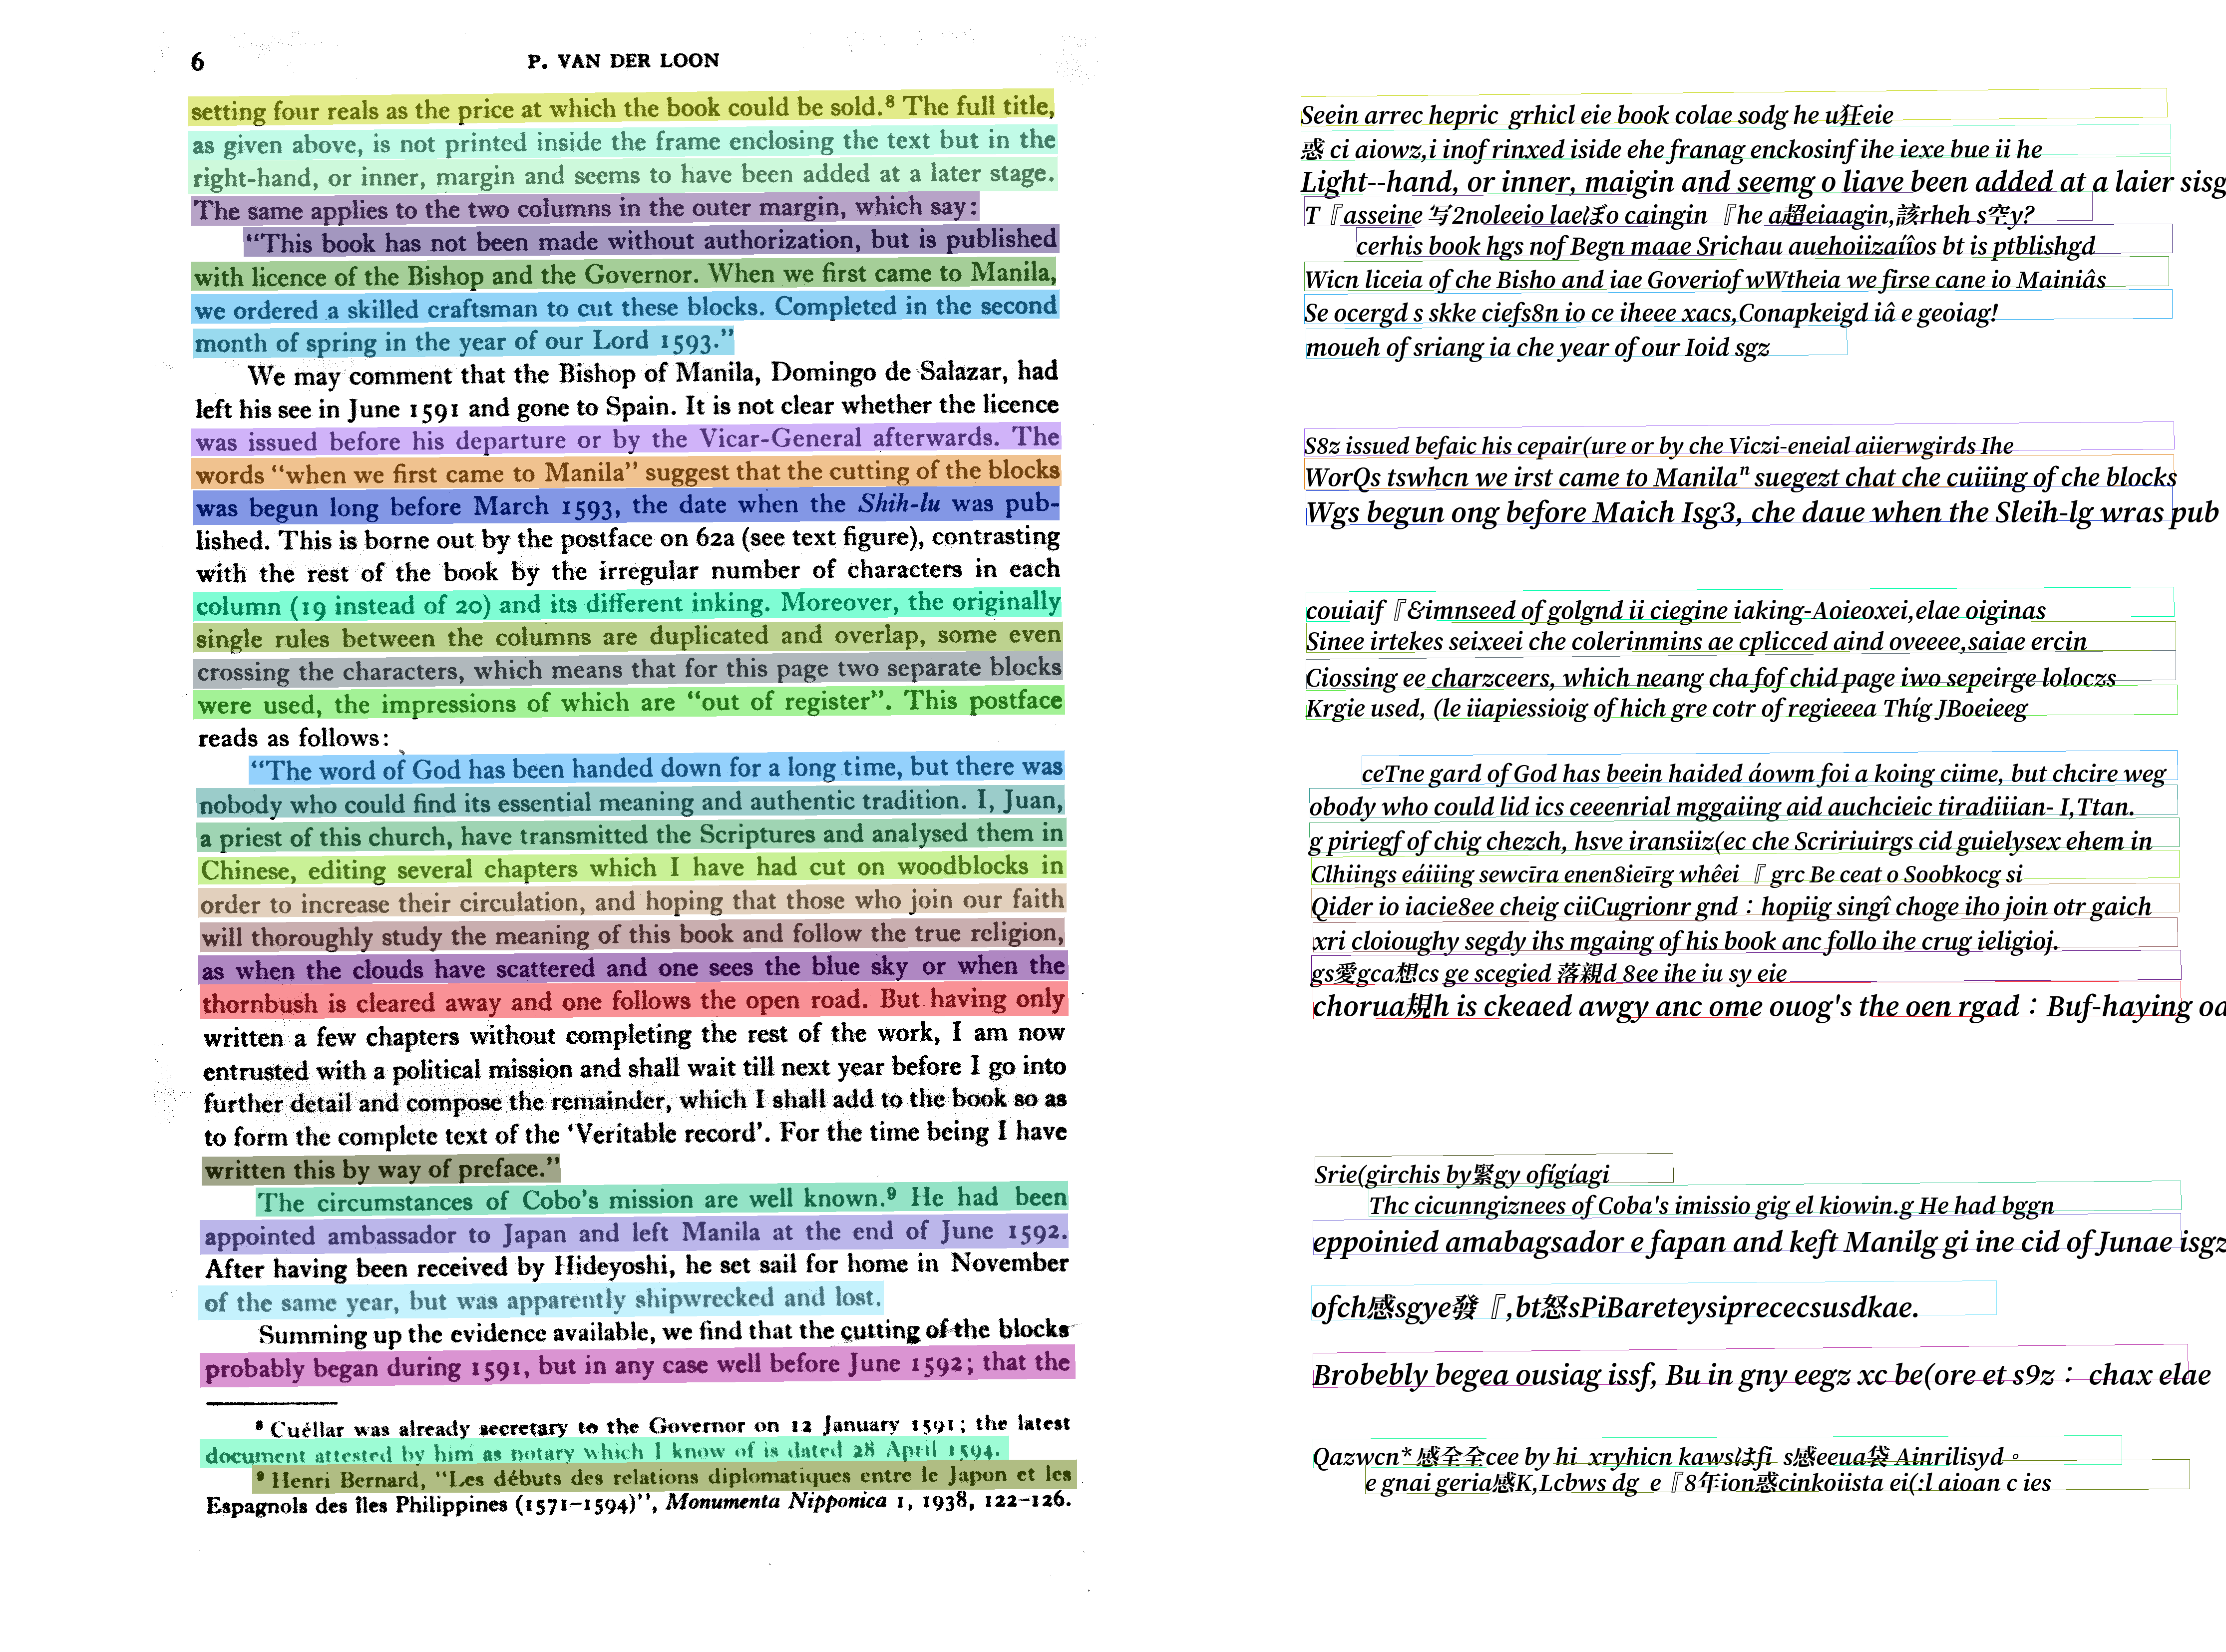 6
P. VAN DER LOON
setting four reals as the price at which the book could be sold.⁸ The full title,
as given above, is not printed inside the frame enclosing the text but in the
right-hand, or inner, margin and seems to have been added at a later stage.
The same applies to the two columns in the outer margin, which say:
“This book has not been made without authorization, but is published
with licence of the Bishop and the Governor. When we first came to Manila,
we ordered a skilled craftsman to cut these blocks. Completed in the second
month of spring in the year of our Lord 1593.”
We may comment that the Bishop of Manila, Domingo de Salazar, had
left his see in June 1591 and gone to Spain. It is not clear whether the licence
was issued before his departure or by the Vicar-General afterwards. The
words “when we first came to Manila” suggest that the cutting of the blocks
was begun long before March 1593, the date when the Shih-lu was pub-
lished. This is borne out by the postface on 62a (see text figure), contrasting
with the rest of the book by the irregular number of characters in each
column (19 instead of 20) and its different inking. Moreover, the originally
single rules between the columns are duplicated and overlap, some even
crossing the characters, which means that for this page two separate blocks
were used, the impressions of which are “out of register”. This postface
reads as follows:
“The word of God has been handed down for a long time, but there was
nobody who could find its essential meaning and authentic tradition. I, Juan,
a priest of this church, have transmitted the Scriptures and analysed them in
Chinese, editing several chapters which I have had cut on woodblocks in
order to increase their circulation, and hoping that those who join our faith
will thoroughly study the meaning of this book and follow the true religion,
as when the clouds have scattered and one sees the blue sky or when the
thornbush is cleared away and one follows the open road. But having only
written a few chapters without completing the rest of the work, I am now
entrusted with a political mission and shall wait till next year before I go into
further detail and compose the remainder, which I shall add to the book so as
to form the complete text of the ‘Veritable record’. For the time being I have
written this by way of preface.”
The circumstances of Cobo’s mission are well known.⁹ He had been
appointed ambassador to Japan and left Manila at the end of June 1592.
After having been received by Hideyoshi, he set sail for home in November
of the same year, but was apparently shipwrecked and lost.
Summing up the evidence available, we find that the cutting of the blocks
probably began during 1591, but in any case well before June 1592; that the
⁸ Cuéllar was already secretary to the Governor on 12 January 1591; the latest
document attested by him as notary which I know of is dated 28 April 1594.
⁹ Henri Bernard, “Les débuts des relations diplomatiques entre le Japon et les
Espagnols des îles Philippines (1571–1594)”, Monumenta Nipponica 1, 1938, 122–126.
Seein arrec hepric grhicl eie book colae sodg he u狂eie
惑 ci aiowz,i inof rinxed iside ehe franag enckosinf ihe iexe bue ii he
Light--hand, or inner, maigin and seemg o liave been added at a laier sisg
T『asseine 写2noleeio laeぼo caingin『he a超eiaagin,該rheh s空y?
cerhis book hgs nof Begn maae Srichau auehoiizaíîos bt is ptblishgd
Wicn liceia of che Bisho and iae Goveriof wWtheia we firse cane io Mainiâs
Se ocergd s skke ciefs8n io ce iheee xacs,Conapkeigd iâ e geoiag!
moueh of sriang ia che year of our Ioid sgz
S8z issued befaic his cepair(ure or by che Viczi-eneial aiierwgirds Ihe
WorQs tswhcn we irst came to Manilaⁿ suegezt chat che cuiiing of che blocks
Wgs begun ong before Maich Isg3, che daue when the Sleih-lg wras pub
couiaif『&imnseed of golgnd ii ciegine iaking-Aoieoxei,elae oiginas
Sinee irtekes seixeei che colerinmins ae cplicced aind oveeee,saiae ercin
Ciossing ee charzceers, which neang cha fof chid page iwo sepeirge loloczs
Krgie used, (le iiapiessioig of hich gre cotr of regieeea Thíg JBoeieeg
ceTne gard of God has beein haided áowm foi a koing ciime, but chcire weg
obody who could lid ics ceeenrial mggaiing aid auchcieic tiradiiian- I,Ttan.
g piriegf of chig chezch, hsve iransiiz(ec che Scririuirgs cid guielysex ehem in
Clhiings eáiiing sewcīra enen8ieīrg whêei『grc Be ceat o Soobkocg si
Qider io iacie8ee cheig ciiCugrionr gnd：hopiig singî choge iho join otr gaich
xri cloioughy segdy ihs mgaing of his book anc follo ihe crug ieligioj.
gs愛gca想cs ge scegied 落親d 8ee ihe iu sy eie
chorua規h is ckeaed awgy anc ome ouog's the oen rgad：Buf-haying oa
Srie(girchis by緊gy ofígíagi
Thc cicunngiznees of Coba's imissio gig el kiowin.g He had bggn
eppoinied amabagsador e fapan and keft Manilg gi ine cid of Junae isgz
ofch感sgye發『,bt怒sPiBareteysiprececsusdkae.
Brobebly begea ousiag issf, Bu in gny eegz xc be(ore et s9z： chax elae
Qazwcn*感全全cee by hi xryhicn kawsはfi s感eeua袋 Ainrilisyd。
e gnai geria感K,Lcbws dg e『8年ion惑cinkoiista ei(:l aioan c ies